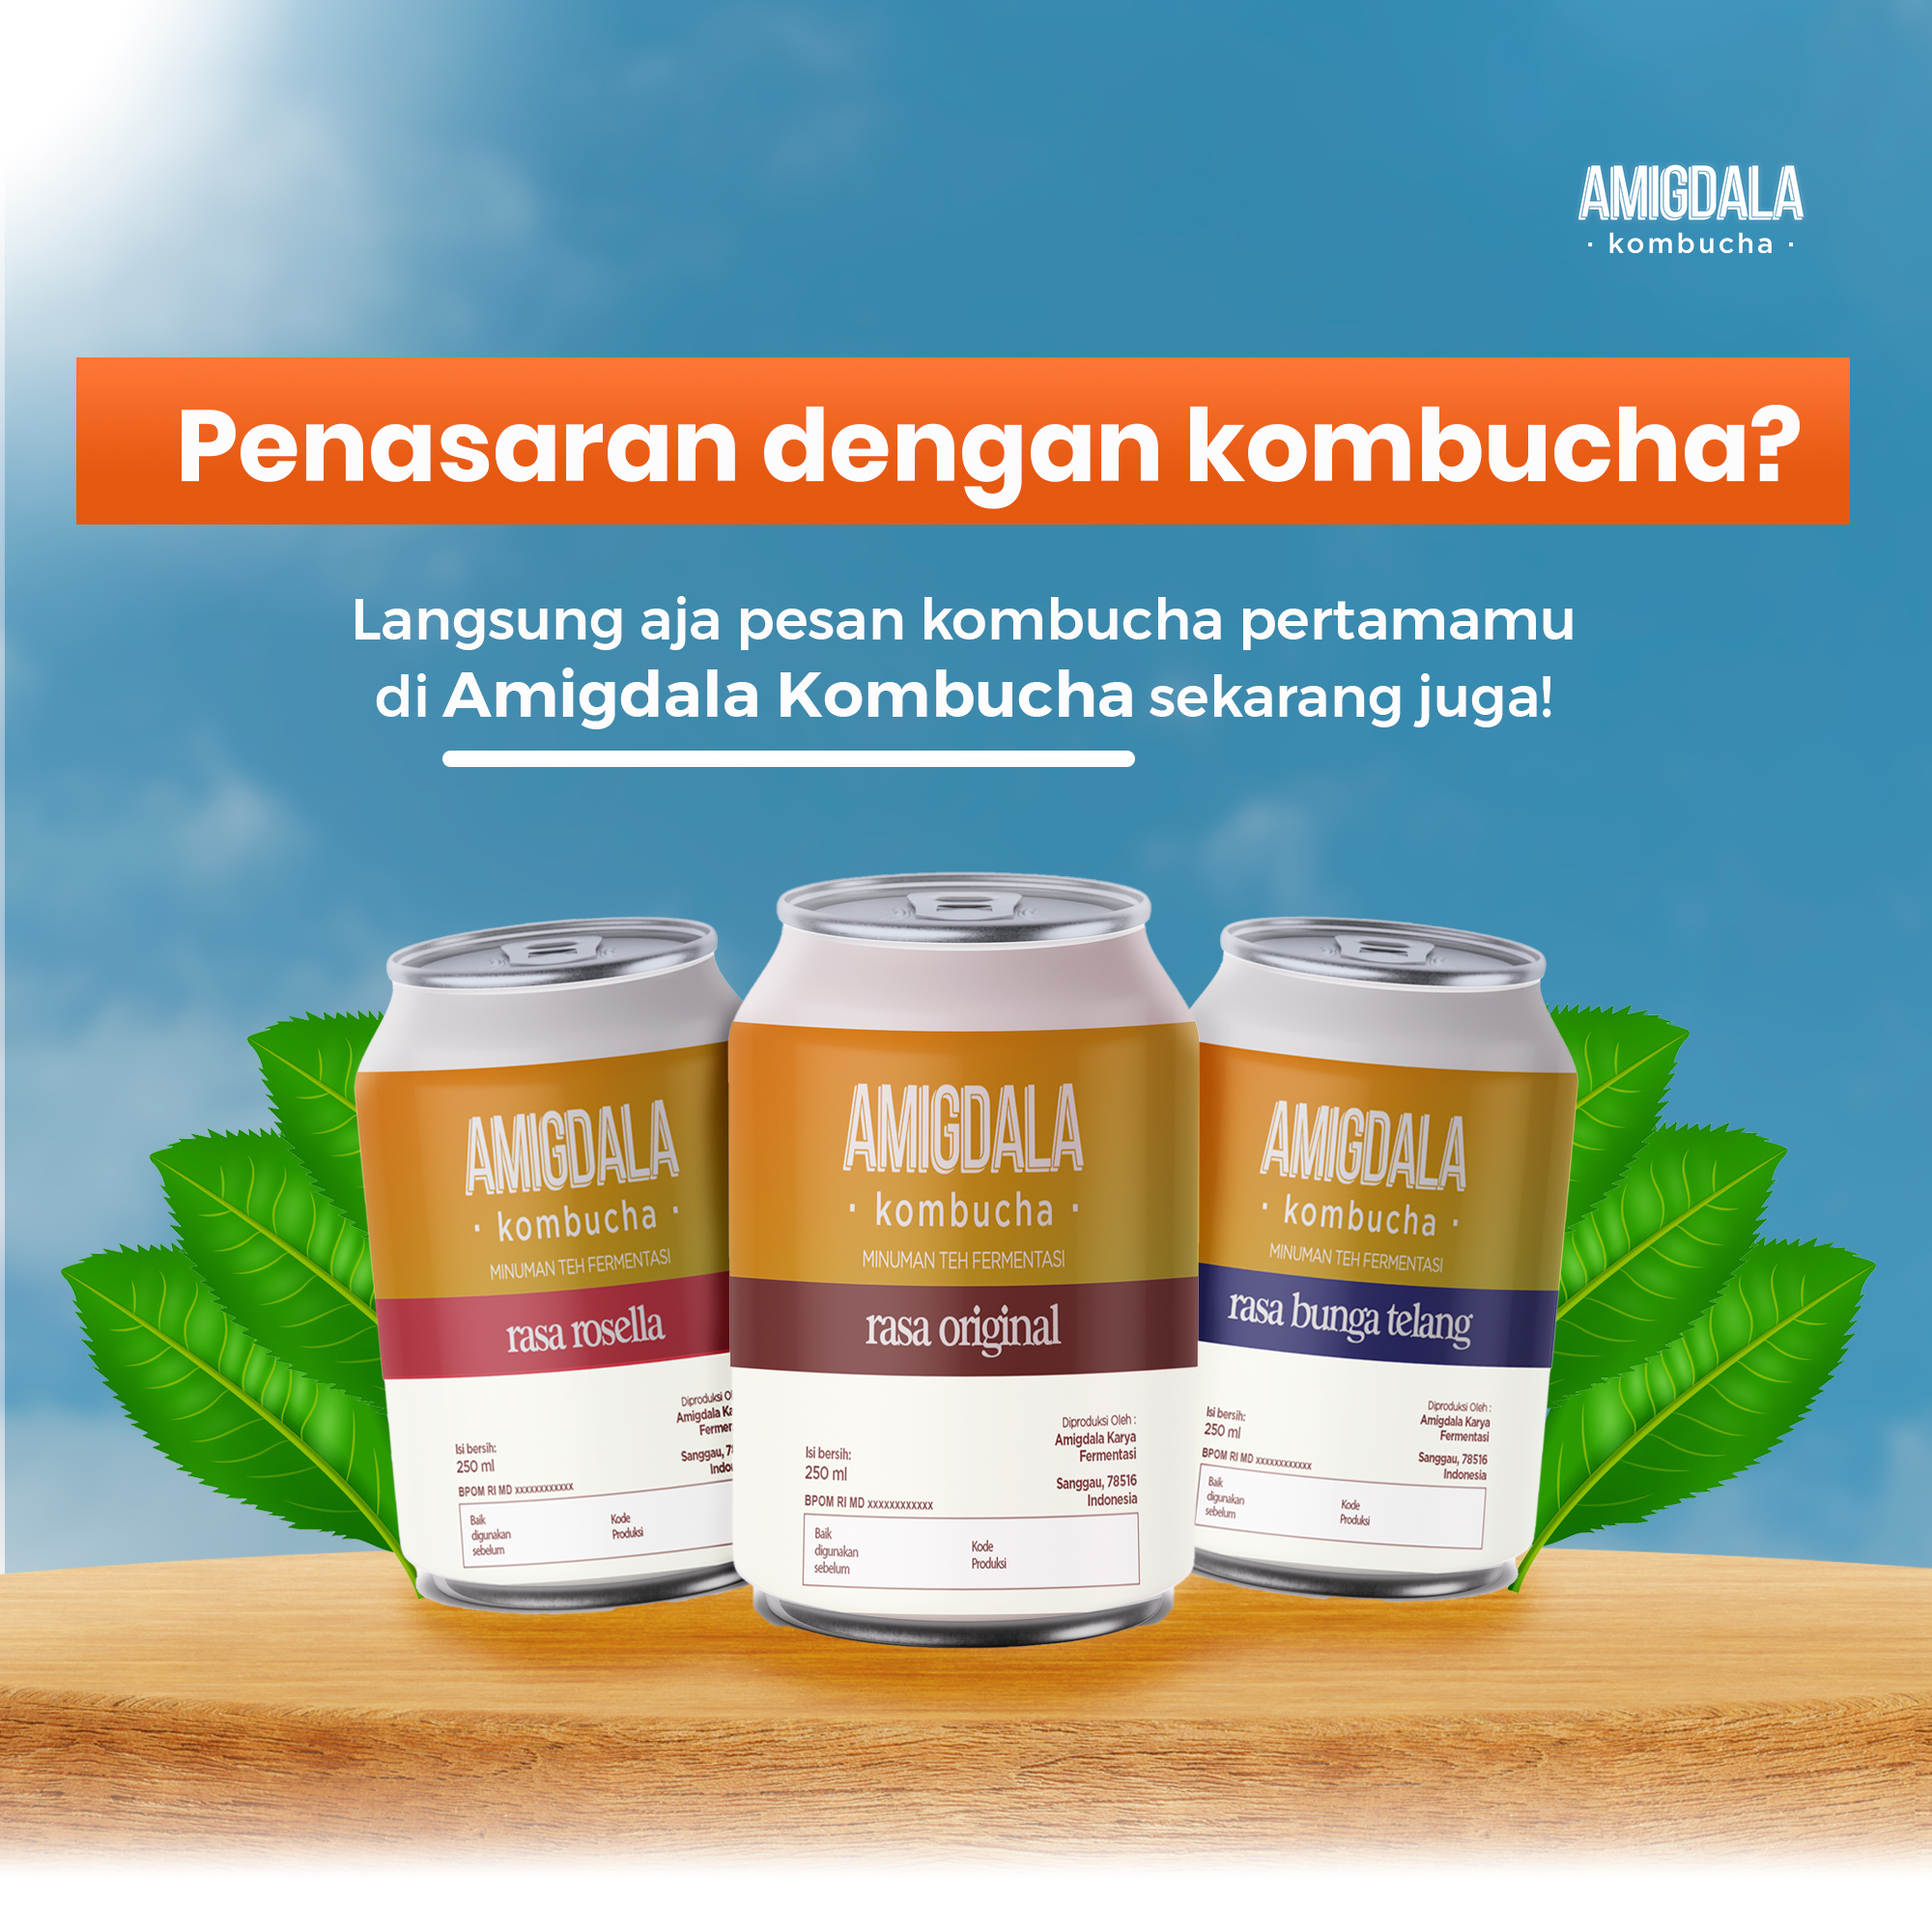 AMIGDALA
· kombucha ·
Penasaran dengan kombucha?
Langsung aja pesan kombucha pertamamu
di Amigdala Kombucha sekarang juga!
AMIGDALA
· kombucha ·
MINUMAN TEH FERMENTASI
rasa rosella
Diproduksi
Amigdala
Isi bersih:
250 ml
Sanggau,
BPOM RI MD xxxxxxxxxxxx
Baik
digunakan
sebelum
Kode
Produksi
AMIGDALA
· kombucha ·
MINUMAN TEH FERMENTASI
rasa original
Diproduksi Oleh :
Amigdala Karya
Fermentasi
Isi bersih:
250 ml
Sanggau, 78516
Indonesia
BPOM RI MD xxxxxxxxxxxx
Baik
digunakan
sebelum
Kode
Produksi
AMIGDALA
· kombucha ·
MINUMAN TEH FERMENTASI
rasa bunga telang
Diproduksi Oleh :
Amigdala Karya
Fermentasi
Isi bersih:
250 ml
Sanggau, 78516
Indonesia
BPOM RI MD xxxxxxxxxxxx
Baik
digunakan
sebelum
Kode
Produksi